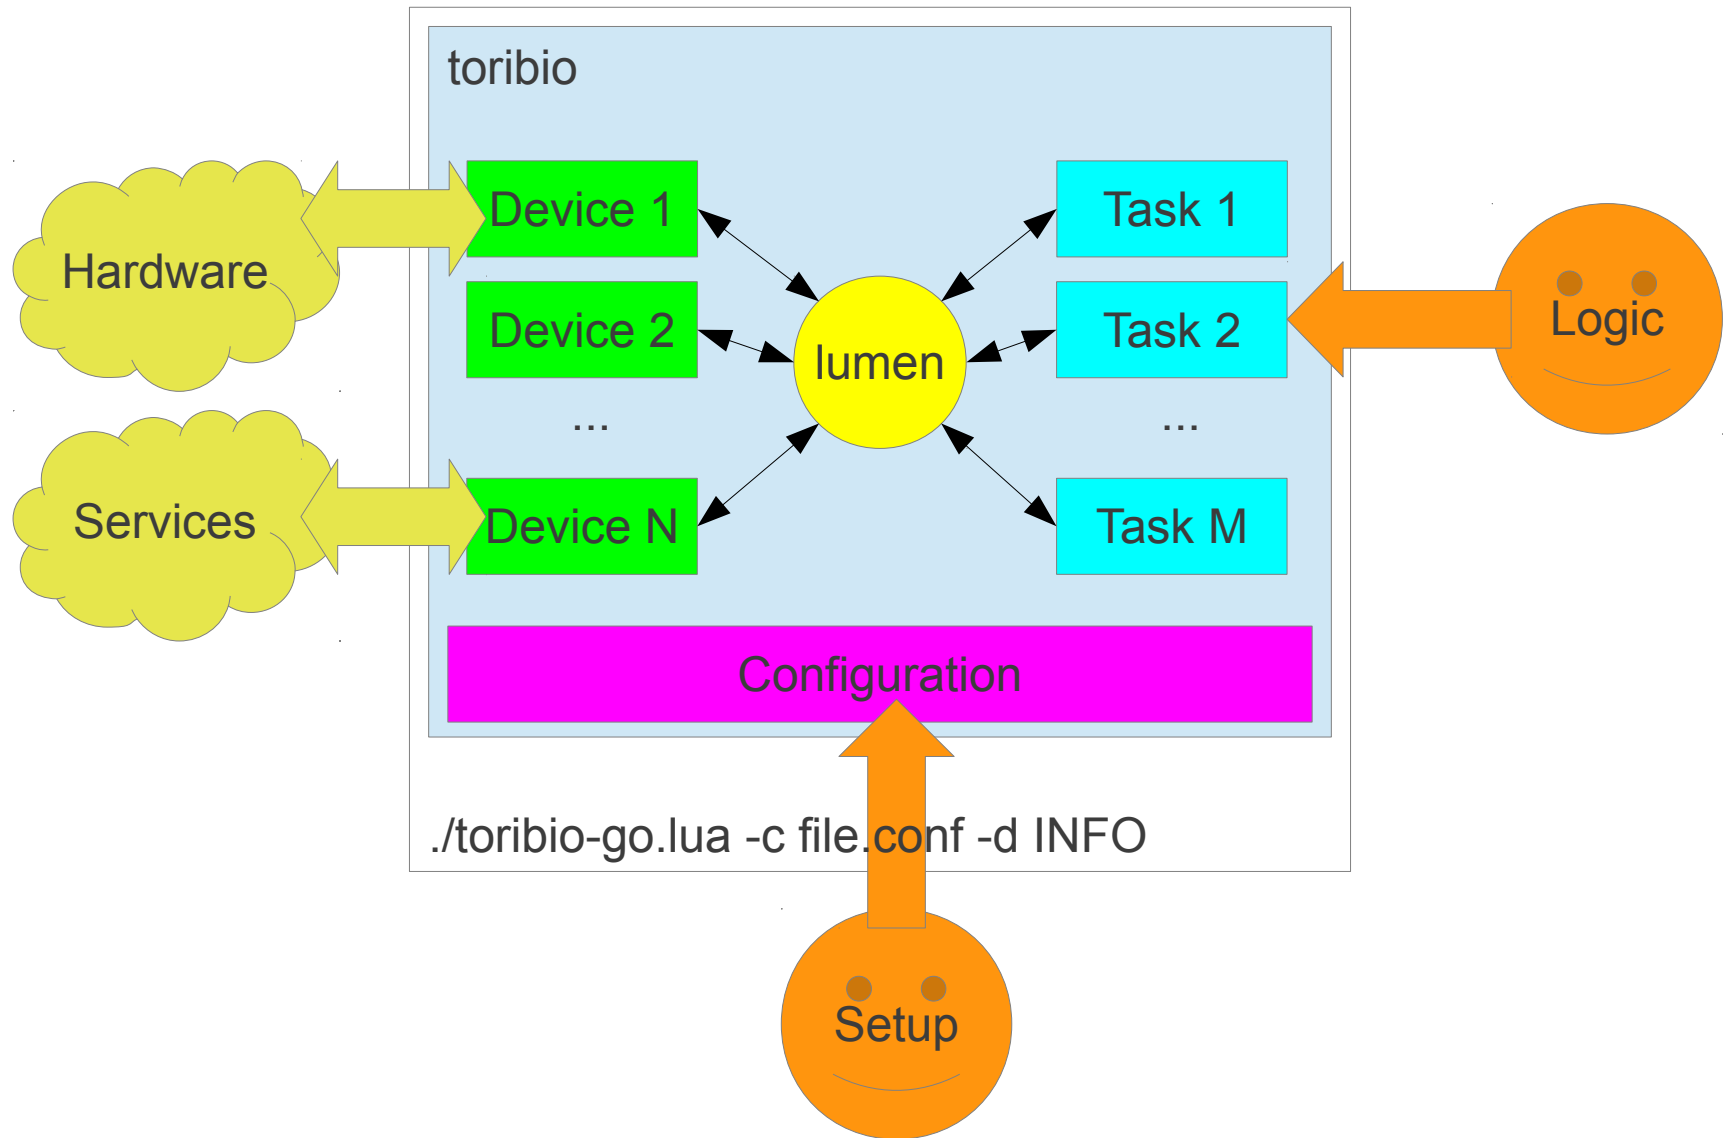 toribio
Hardware
Device 1
Task 1
Device 2
lumen
Task 2
Logic
...
...
Services
Device N
Task M
Configuration
./toribio-go.lua -c file.conf -d INFO
Setup